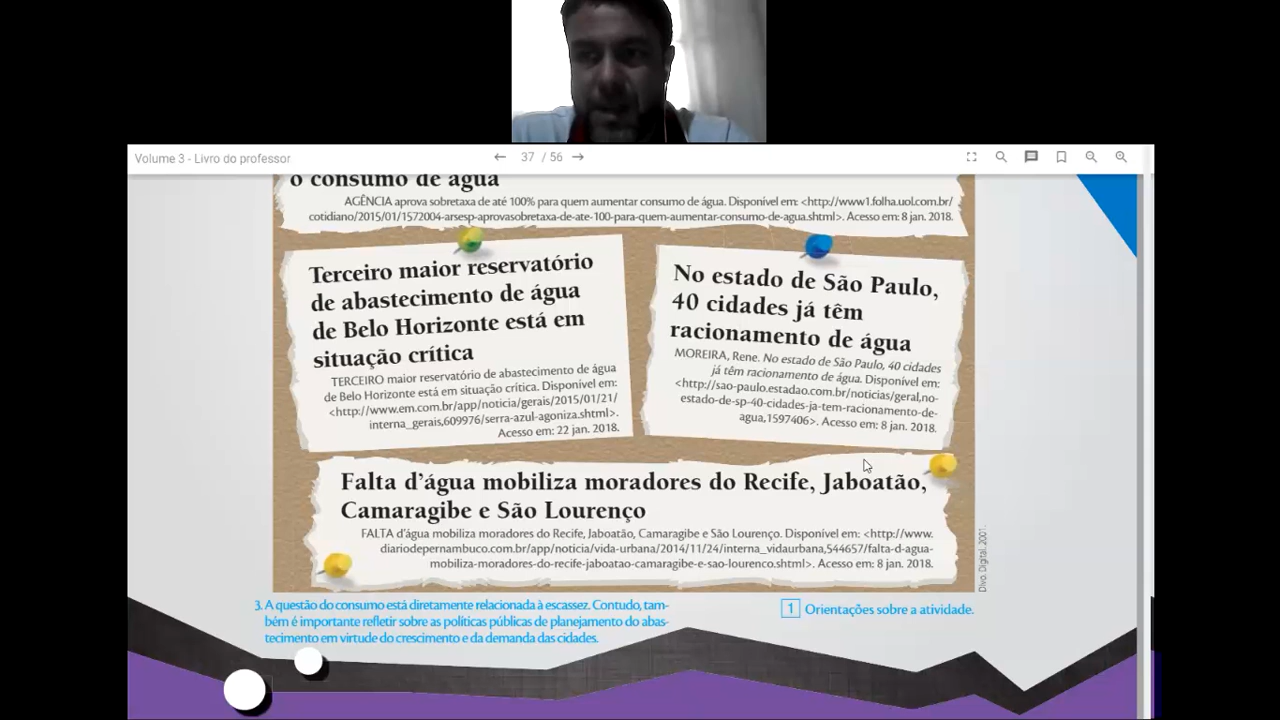 Volume 3 - Livro do professor
37 / 56
o consumo de água
AGÊNCIA aprova sobretaxa de até 100% para quem aumentar consumo de água. Disponível em: <http://www1.folha.uol.com.br/
cotidiano/2015/01/1572004-arsesp-aprovasobretaxa-de-ate-100-para-quem-aumentar-consumo-de-agua.shtml>. Acesso em: 8 jan. 2018.
Terceiro maior reservatório
de abastecimento de água
de Belo Horizonte está em
situação crítica
TERCEIRO maior reservatório de abastecimento de água
de Belo Horizonte está em situação crítica. Disponível em:
<http://www.em.com.br/app/noticia/gerais/2015/01/21/
interna_gerais,609976/serra-azul-agoniza.shtml>.
Acesso em: 22 jan. 2018.
No estado de São Paulo,
40 cidades já têm
racionamento de água
MOREIRA, Rene. No estado de São Paulo, 40 cidades
já têm racionamento de água. Disponível em:
<http://sao-paulo.estadao.com.br/noticias/geral,no-
estado-de-sp-40-cidades-ja-tem-racionamento-de-
agua,1597406>. Acesso em: 8 jan. 2018.
Falta d'água mobiliza moradores do Recife, Jaboatão,
Camaragibe e São Lourenço
FALTA d'água mobiliza moradores do Recife, Jaboatão, Camaragibe e São Lourenço. Disponível em: <http://www.
diariodepernambuco.com.br/app/noticia/vida-urbana/2014/11/24/interna_vidaurbana,544657/falta-d-agua-
mobiliza-moradores-do-recife-jaboatao-camaragibe-e-sao-lourenco.shtml>. Acesso em: 8 jan. 2018.
Divo. Digital. 2001.
3. A questão do consumo está diretamente relacionada à escassez. Contudo, tam-
bém é importante refletir sobre as políticas públicas de planejamento do abas-
tecimento em virtude do crescimento e da demanda das cidades.
1 Orientações sobre a atividade.